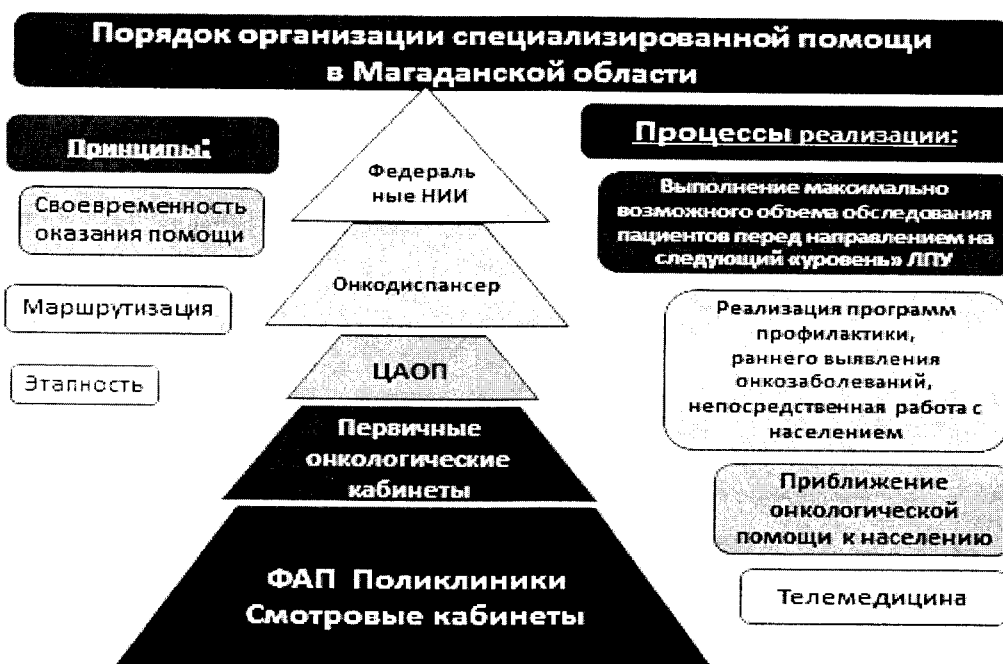 Порядок организации специализированной помощи
в Магаданской области
Принципы:
Своевременность
оказания помощи
Маршрутизация
Этапность
Федераль
ные НИИ
Онкодиспансер
ЦАОП
Первичные
онкологические
кабинеты
ФАП Поликлиники
Смотровые кабинеты
Процессы реализации:
Выполнение максимально
возможного объема обследования
пациентов перед направлением на
следующий «уровень» ЛПУ
Реализация программ
профилактики,
раннего выявления
онкозаболеваний,
непосредственная работа с
населением
Приближение
онкологической
помощи к населению
Телемедицина